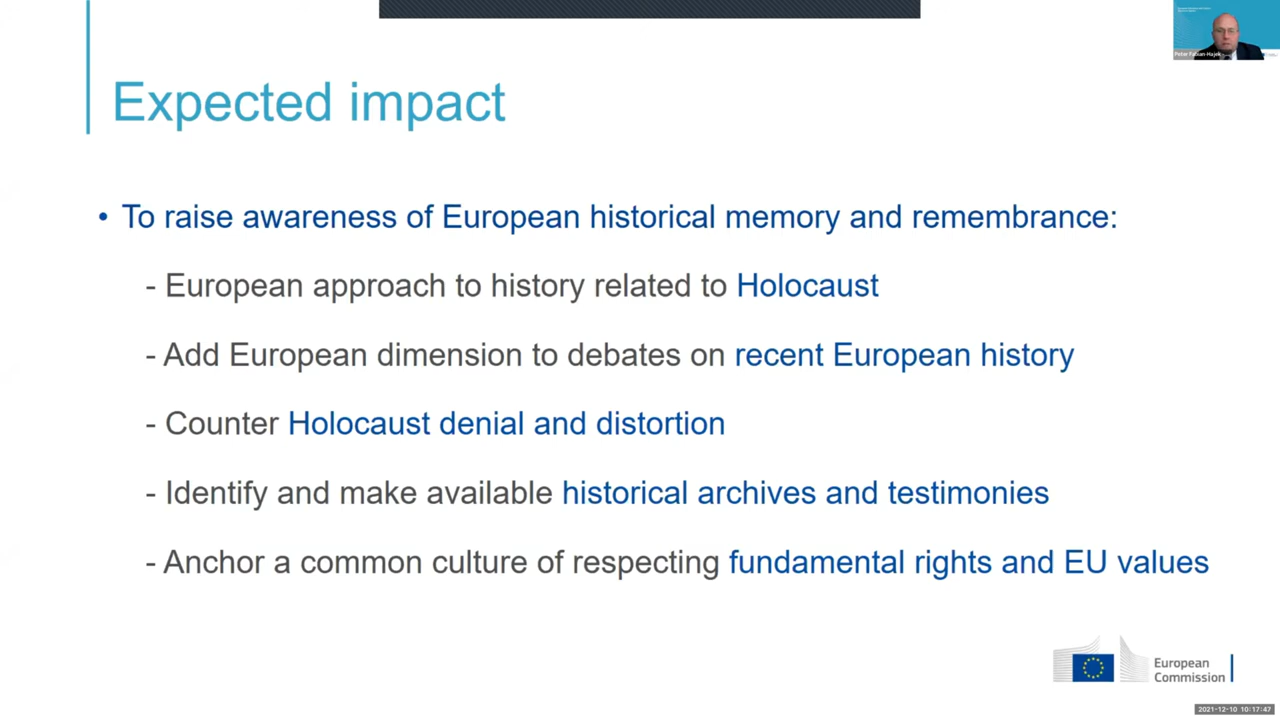 Expected impact
• To raise awareness of European historical memory and remembrance:
- European approach to history related to Holocaust
- Add European dimension to debates on recent European history
- Counter Holocaust denial and distortion
- Identify and make available historical archives and testimonies
- Anchor a common culture of respecting fundamental rights and EU values
European
Commission
2021-12-10 10:17:47